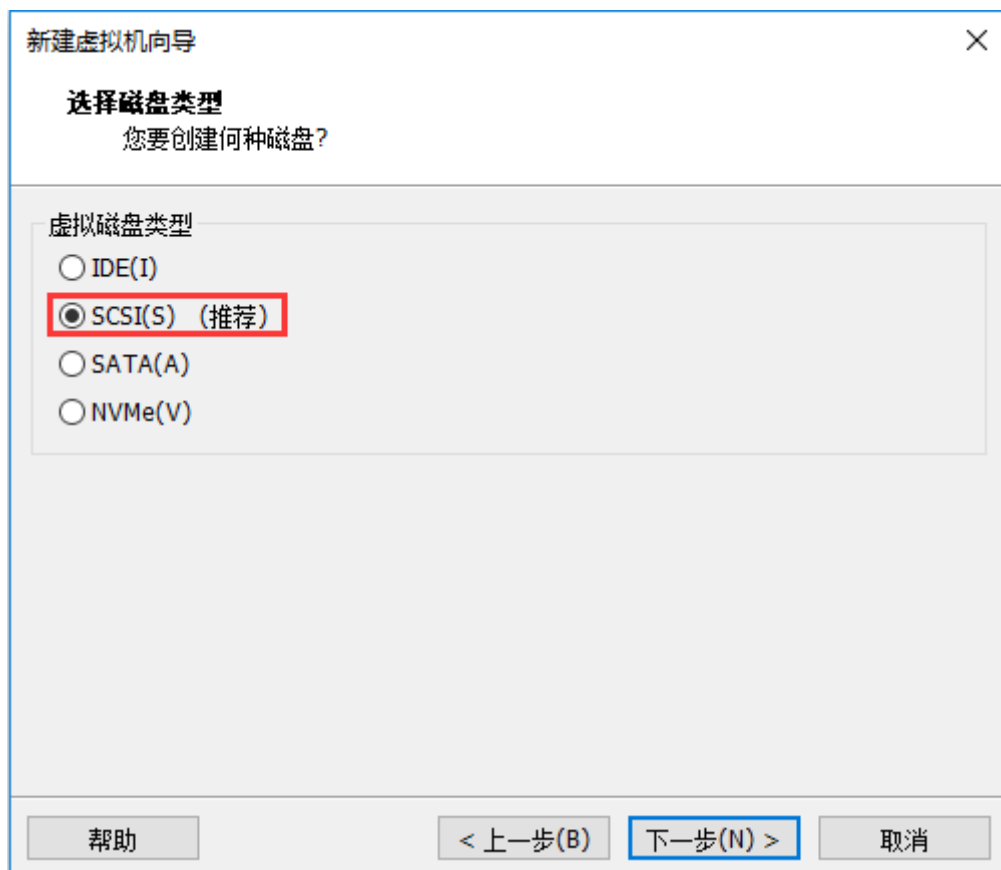 新建虚拟机向导
选择磁盘类型
您要创建何种磁盘?
虚拟磁盘类型
IDE(I)
SCSI(S) （推荐）
SATA(A)
NVMe(V)
帮助
< 上一步(B)
下一步(N) >
取消